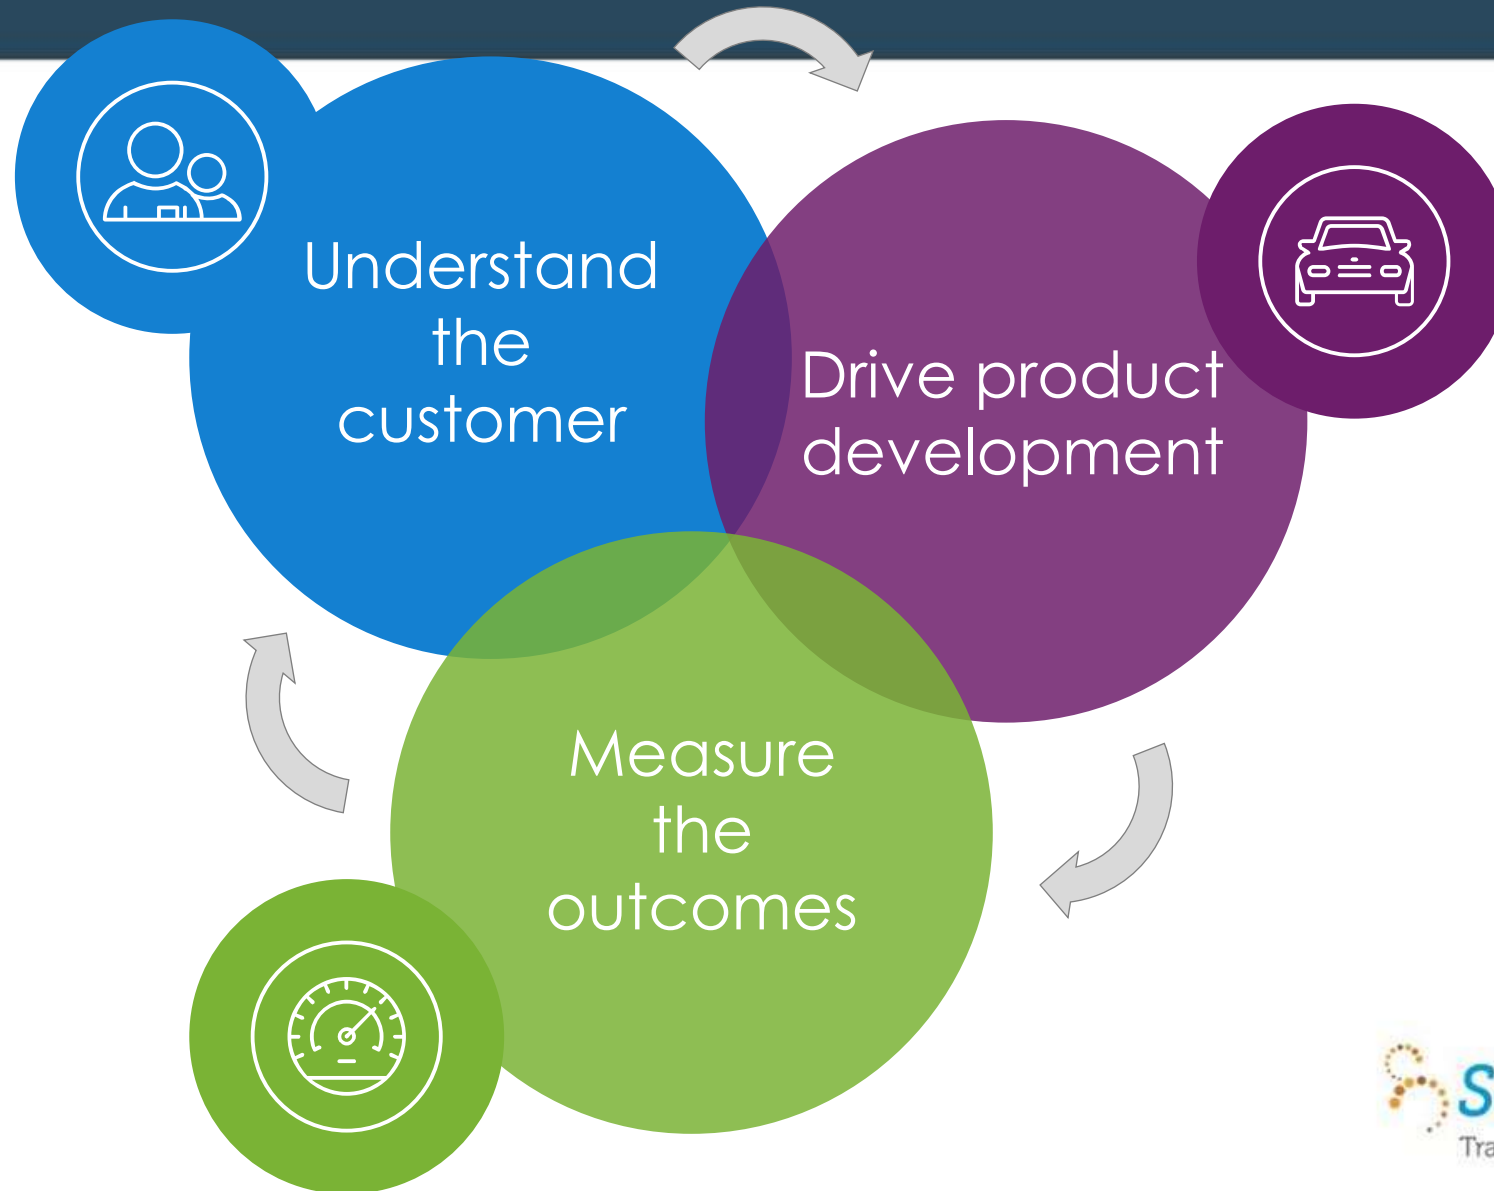 Understand
the
customer
Drive product
development
Measure
the
outcomes